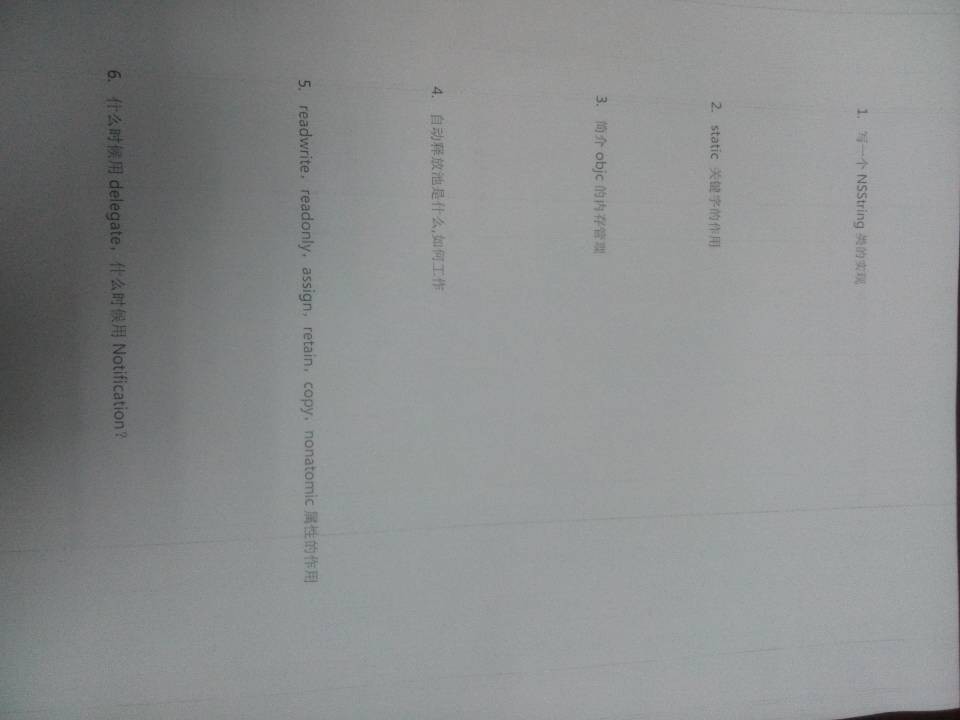 1. 写一个 NSString 类的实现
2. static 关键字的作用
3. 简介 objc 的内存管理
4. 自动释放池是什么,如何工作
5. readwrite，readonly，assign，retain，copy，nonatomic 属性的作用
6. 什么时候用 delegate，什么时候用 Notification?